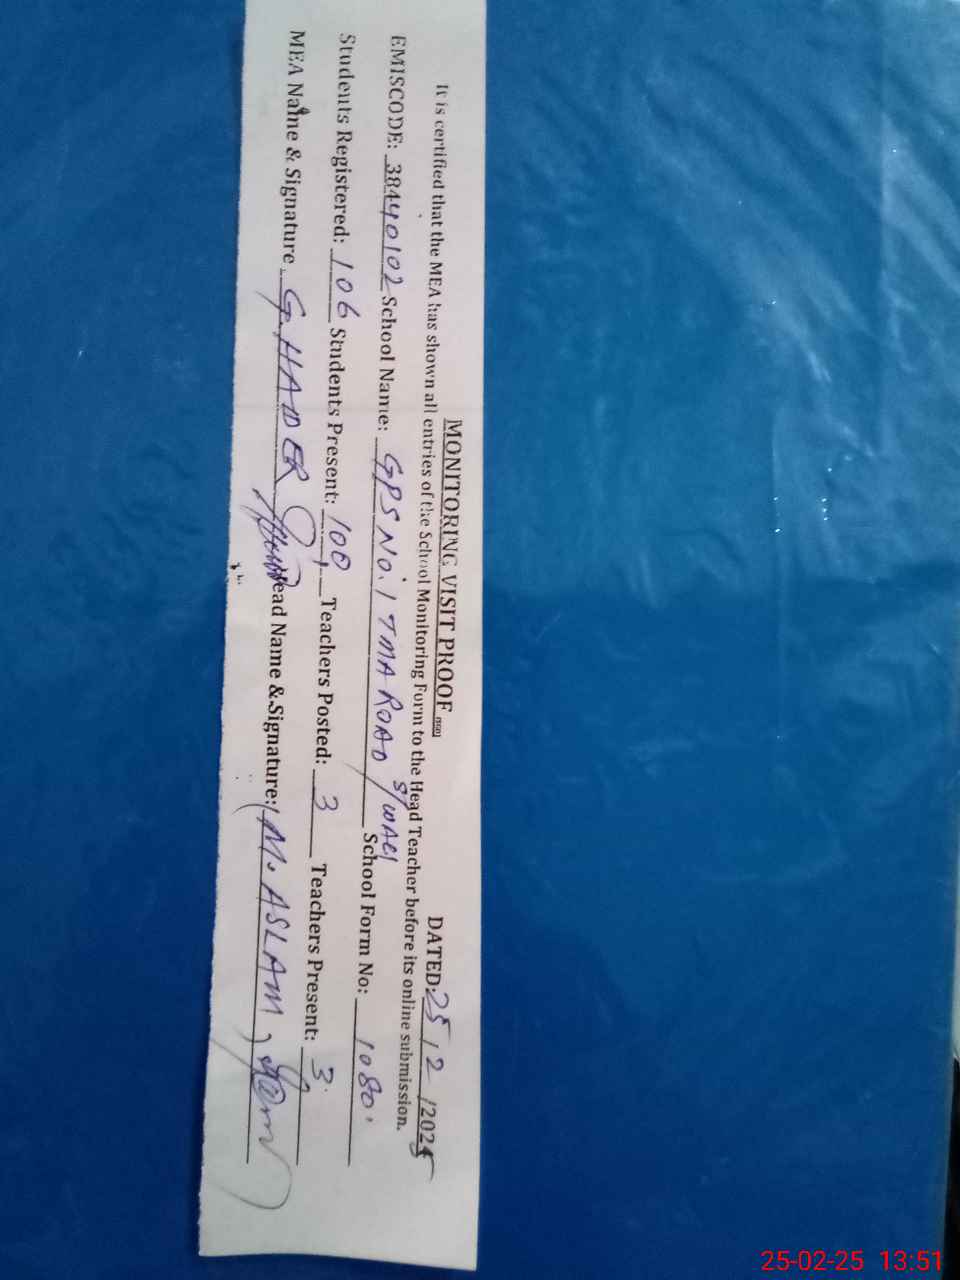 MONITORING VISIT PROOF
DATED: 25/2/2025
It is certified that the MEA has shown all entries of the School Monitoring Form to the Head Teacher before its online submission.
EMISCODE: 38440102 School Name: GPS No. 1 TMA ROAD S/WALI School Form No: 1080
Students Registered: 106 Students Present: 100 Teachers Posted: 3 Teachers Present: 3
MEA Name & Signature G. HADER Head Name & Signature: M. ASLAM
25-02-25 13:51